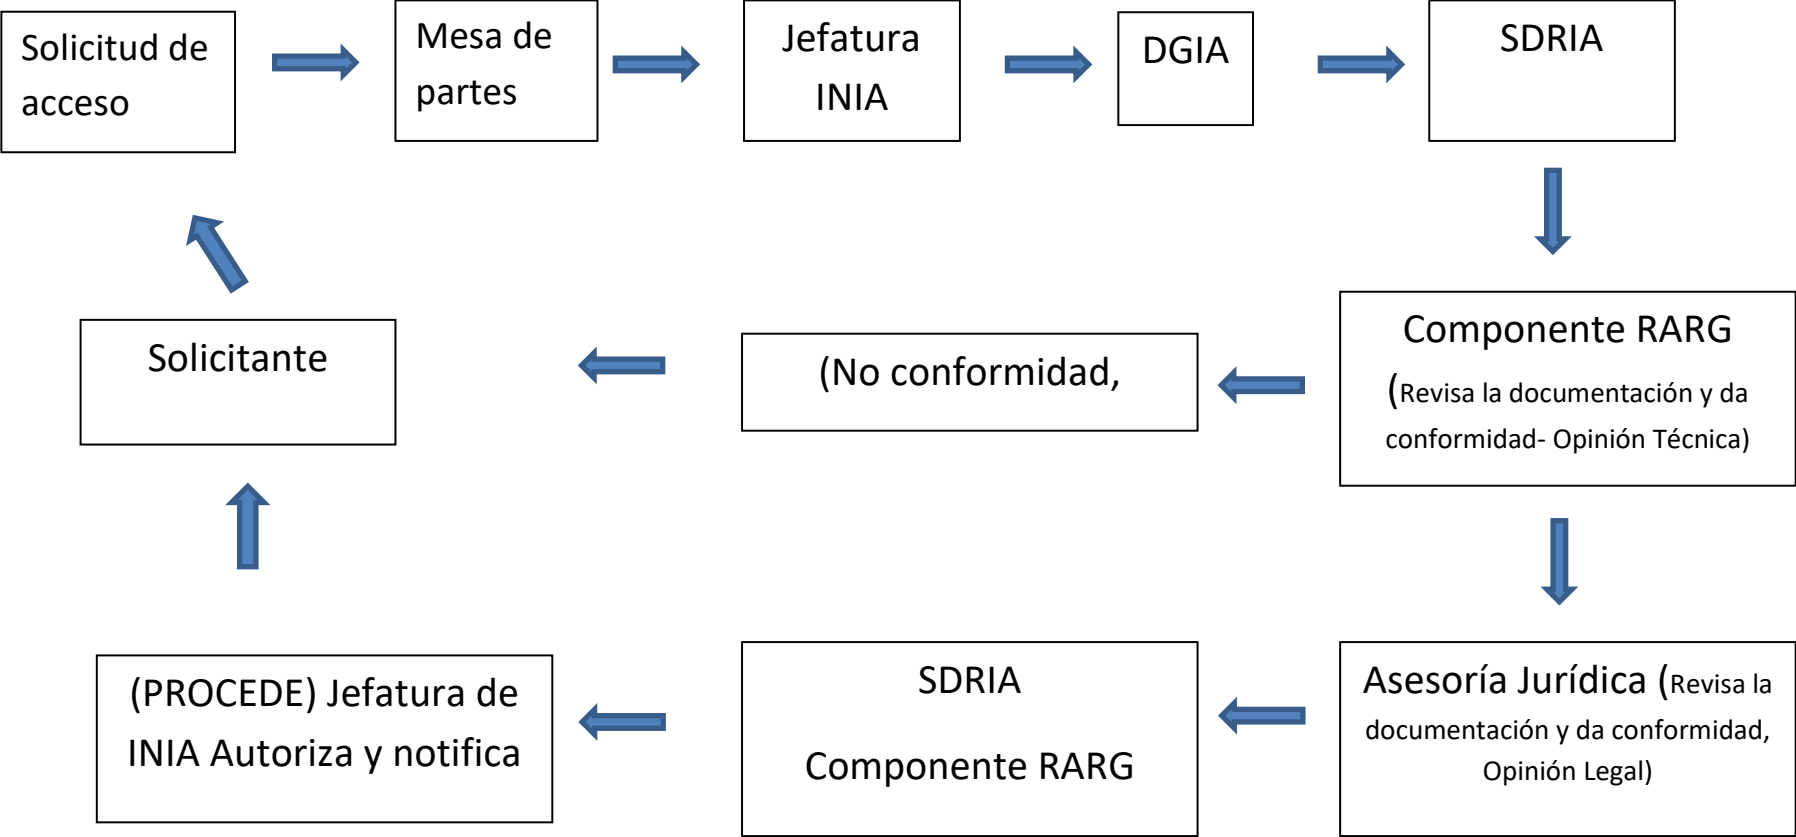 Solicitud de
acceso
Mesa de
partes
Jefatura
INIA
DGIA
SDRIA
Solicitante
(No conformidad,
Componente RARG
(Revisa la documentación y da
conformidad- Opinión Técnica)
(PROCEDE) Jefatura de
INIA Autoriza y notifica
SDRIA
Componente RARG
Asesoría Jurídica (Revisa la
documentación y da conformidad,
Opinión Legal)